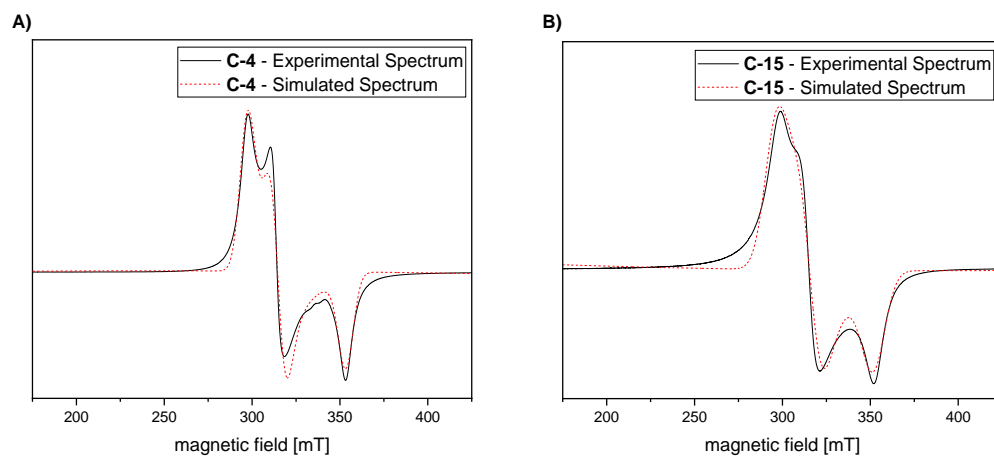 A)
C-4 - Experimental Spectrum
C-4 - Simulated Spectrum
200 250 300 350 400
magnetic field [mT]
B)
C-15 - Experimental Spectrum
C-15 - Simulated Spectrum
200 250 300 350 400
magnetic field [mT]